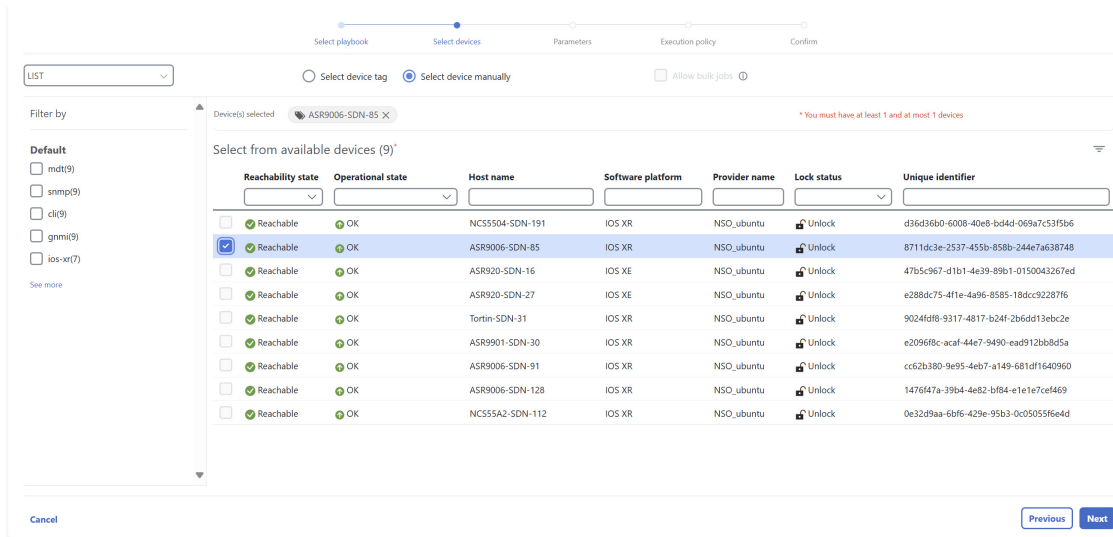 Select playbook Select devices Parameters Execution policy Confirm
LIST Select device tag Select device manually Allow bulk jobs
Filter by
Default
mdt(9)
snmp(9)
cli(9)
gnmi(9)
ios-xr(7)
See more
Device(s) selected ASR9006-SDN-85 * You must have at least 1 and at most 1 devices
Select from available devices (9)*
Reachability state Operational state Host name Software platform Provider name Lock status Unique identifier
Reachable OK NCS5504-SDN-191 IOS XR NSO_ubuntu Unlock d36d36b0-6008-40e8-bd4d-069a7c53f5b6
Reachable OK ASR9006-SDN-85 IOS XR NSO_ubuntu Unlock 8711dc3e-2537-455b-858b-244e7a638748
Reachable OK ASR920-SDN-16 IOS XE NSO_ubuntu Unlock 47b5c967-d1b1-4e39-89b1-0150043267ed
Reachable OK ASR920-SDN-27 IOS XE NSO_ubuntu Unlock e288dc75-4f1e-4a96-8585-18dcc92287f6
Reachable OK Tortin-SDN-31 IOS XR NSO_ubuntu Unlock 9024fdf8-9317-4817-b24f-2b6dd13ebc2e
Reachable OK ASR9901-SDN-30 IOS XR NSO_ubuntu Unlock e2096f8c-acaf-44e7-9490-ead912bb8d5a
Reachable OK ASR9006-SDN-91 IOS XR NSO_ubuntu Unlock cc62b380-9e95-4eb7-a149-681df1640960
Reachable OK ASR9006-SDN-128 IOS XR NSO_ubuntu Unlock 1476f47a-39b4-4e82-bf84-e1e1e7cef469
Reachable OK NCS55A2-SDN-112 IOS XR NSO_ubuntu Unlock 0e32d9aa-6bf6-429e-95b3-0c05055f6e4d
Cancel Previous Next